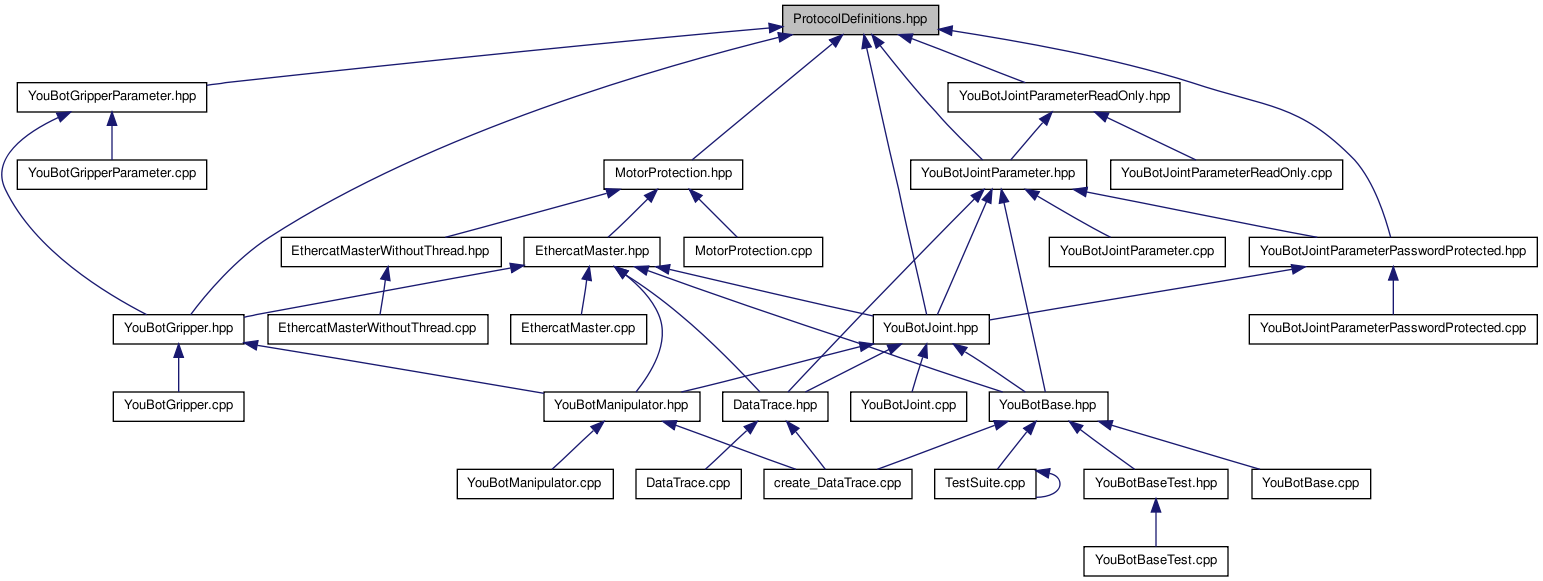 ProtocolDefinitions.hpp
YouBotGripperParameter.hpp
YouBotJointParameterReadOnly.hpp
YouBotGripperParameter.cpp
MotorProtection.hpp
YouBotJointParameter.hpp
YouBotJointParameterReadOnly.cpp
EthercatMasterWithoutThread.hpp
EthercatMaster.hpp
MotorProtection.cpp
YouBotJointParameter.cpp
YouBotJointParameterPasswordProtected.hpp
YouBotGripper.hpp
EthercatMasterWithoutThread.cpp
EthercatMaster.cpp
YouBotJoint.hpp
YouBotJointParameterPasswordProtected.cpp
YouBotGripper.cpp
YouBotManipulator.hpp
DataTrace.hpp
YouBotJoint.cpp
YouBotBase.hpp
YouBotManipulator.cpp
DataTrace.cpp
create_DataTrace.cpp
TestSuite.cpp
YouBotBaseTest.hpp
YouBotBase.cpp
YouBotBaseTest.cpp